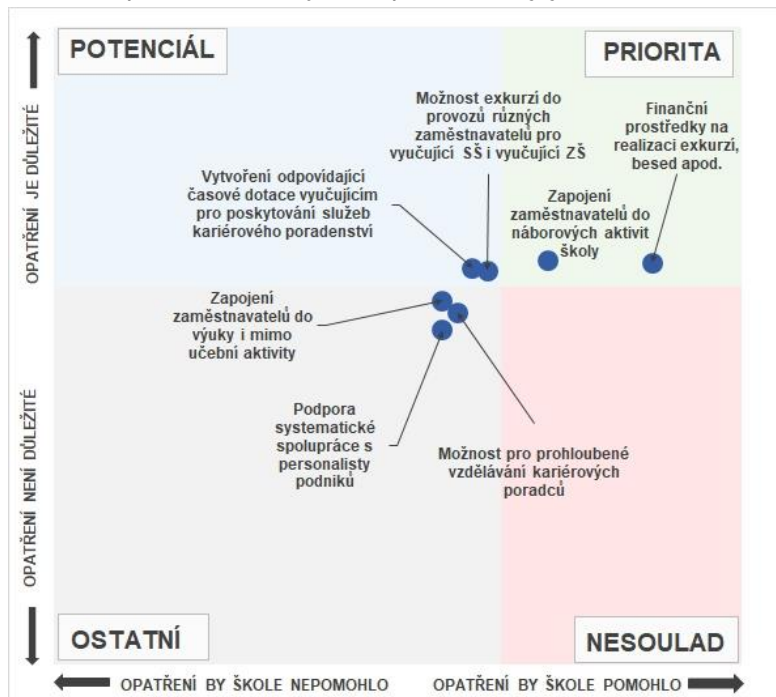 POTENCIÁL
PRIORITA
Možnost exkurzí do
provozů různých
zaměstnavatelů pro
vyučující SŠ i vyučující ZŠ
Finanční
prostředky na
realizaci exkurzí,
besed apod.
Vytvoření odpovídající
časové dotace vyučujícím
pro poskytování služeb
kariérového poradenství
Zapojení
zaměstnavatelů do
náborových aktivit
školy
Zapojení
zaměstnavatelů do
výuky i mimo
učební aktivity
Podpora
systematické
spolupráce s
personalisty
podniků
Možnost pro prohloubené
vzdělávání kariérových
poradců
OSTATNÍ
NESOULAD
OPATŘENÍ JE DŮLEŽITÉ
OPATŘENÍ NENÍ DŮLEŽITÉ
OPATŘENÍ BY ŠKOLE NEPOMOHLO
OPATŘENÍ BY ŠKOLE POMOHLO